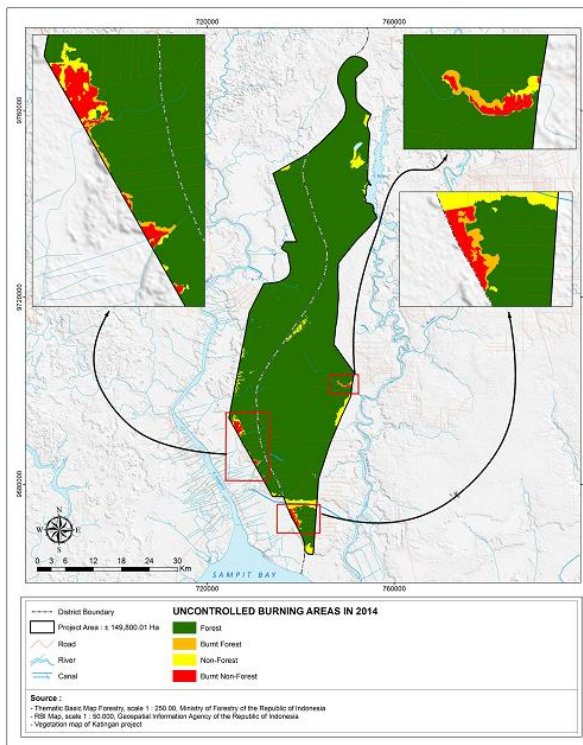 720000
760000
9760000
9720000
9680000
N
W E
S
0 3 6 12 18 24 30
Km
SAMPIT BAY
720000
760000
District Boundary
Project Area : ± 149,800.01 Ha
Road
River
Canal
UNCONTROLLED BURNING AREAS IN 2014
Forest
Burnt Forest
Non-Forest
Burnt Non-Forest
Source :
- Thematic Basic Map Forestry, scale 1 : 250.00, Ministry of Forestry of the Republic of Indonesia
- RBI Map, scale 1 : 50.000, Geospatial Information Agency of the Republic of Indonesia
- Vegetation map of Katingan project